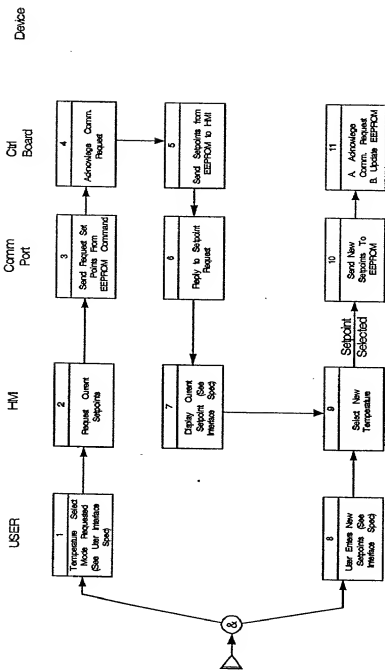 USER
HMI
Comm
Port
Ctrl
Board
Device
1
Temperature Select
Mode Requested
(See User Interface
Spec)
2
Request Current
Setpoints
3
Send Request Set
Points From
EEPROM Command
4
Acknowlege Comm.
Request
5
Send Setpoints from
EEPROM to HMI
6
Reply to Setpoint
Request
7
Display Current
Setpoint (See
Interface Spec)
8
User Enters New
Setpoints (See
Interface Spec)
9
Select New
Temperature
Setpoint
Selected
10
Send New
Setpoints To
EEPROM
11
A. Acknowlege
Comm. Request
B. Update EEPROM
&